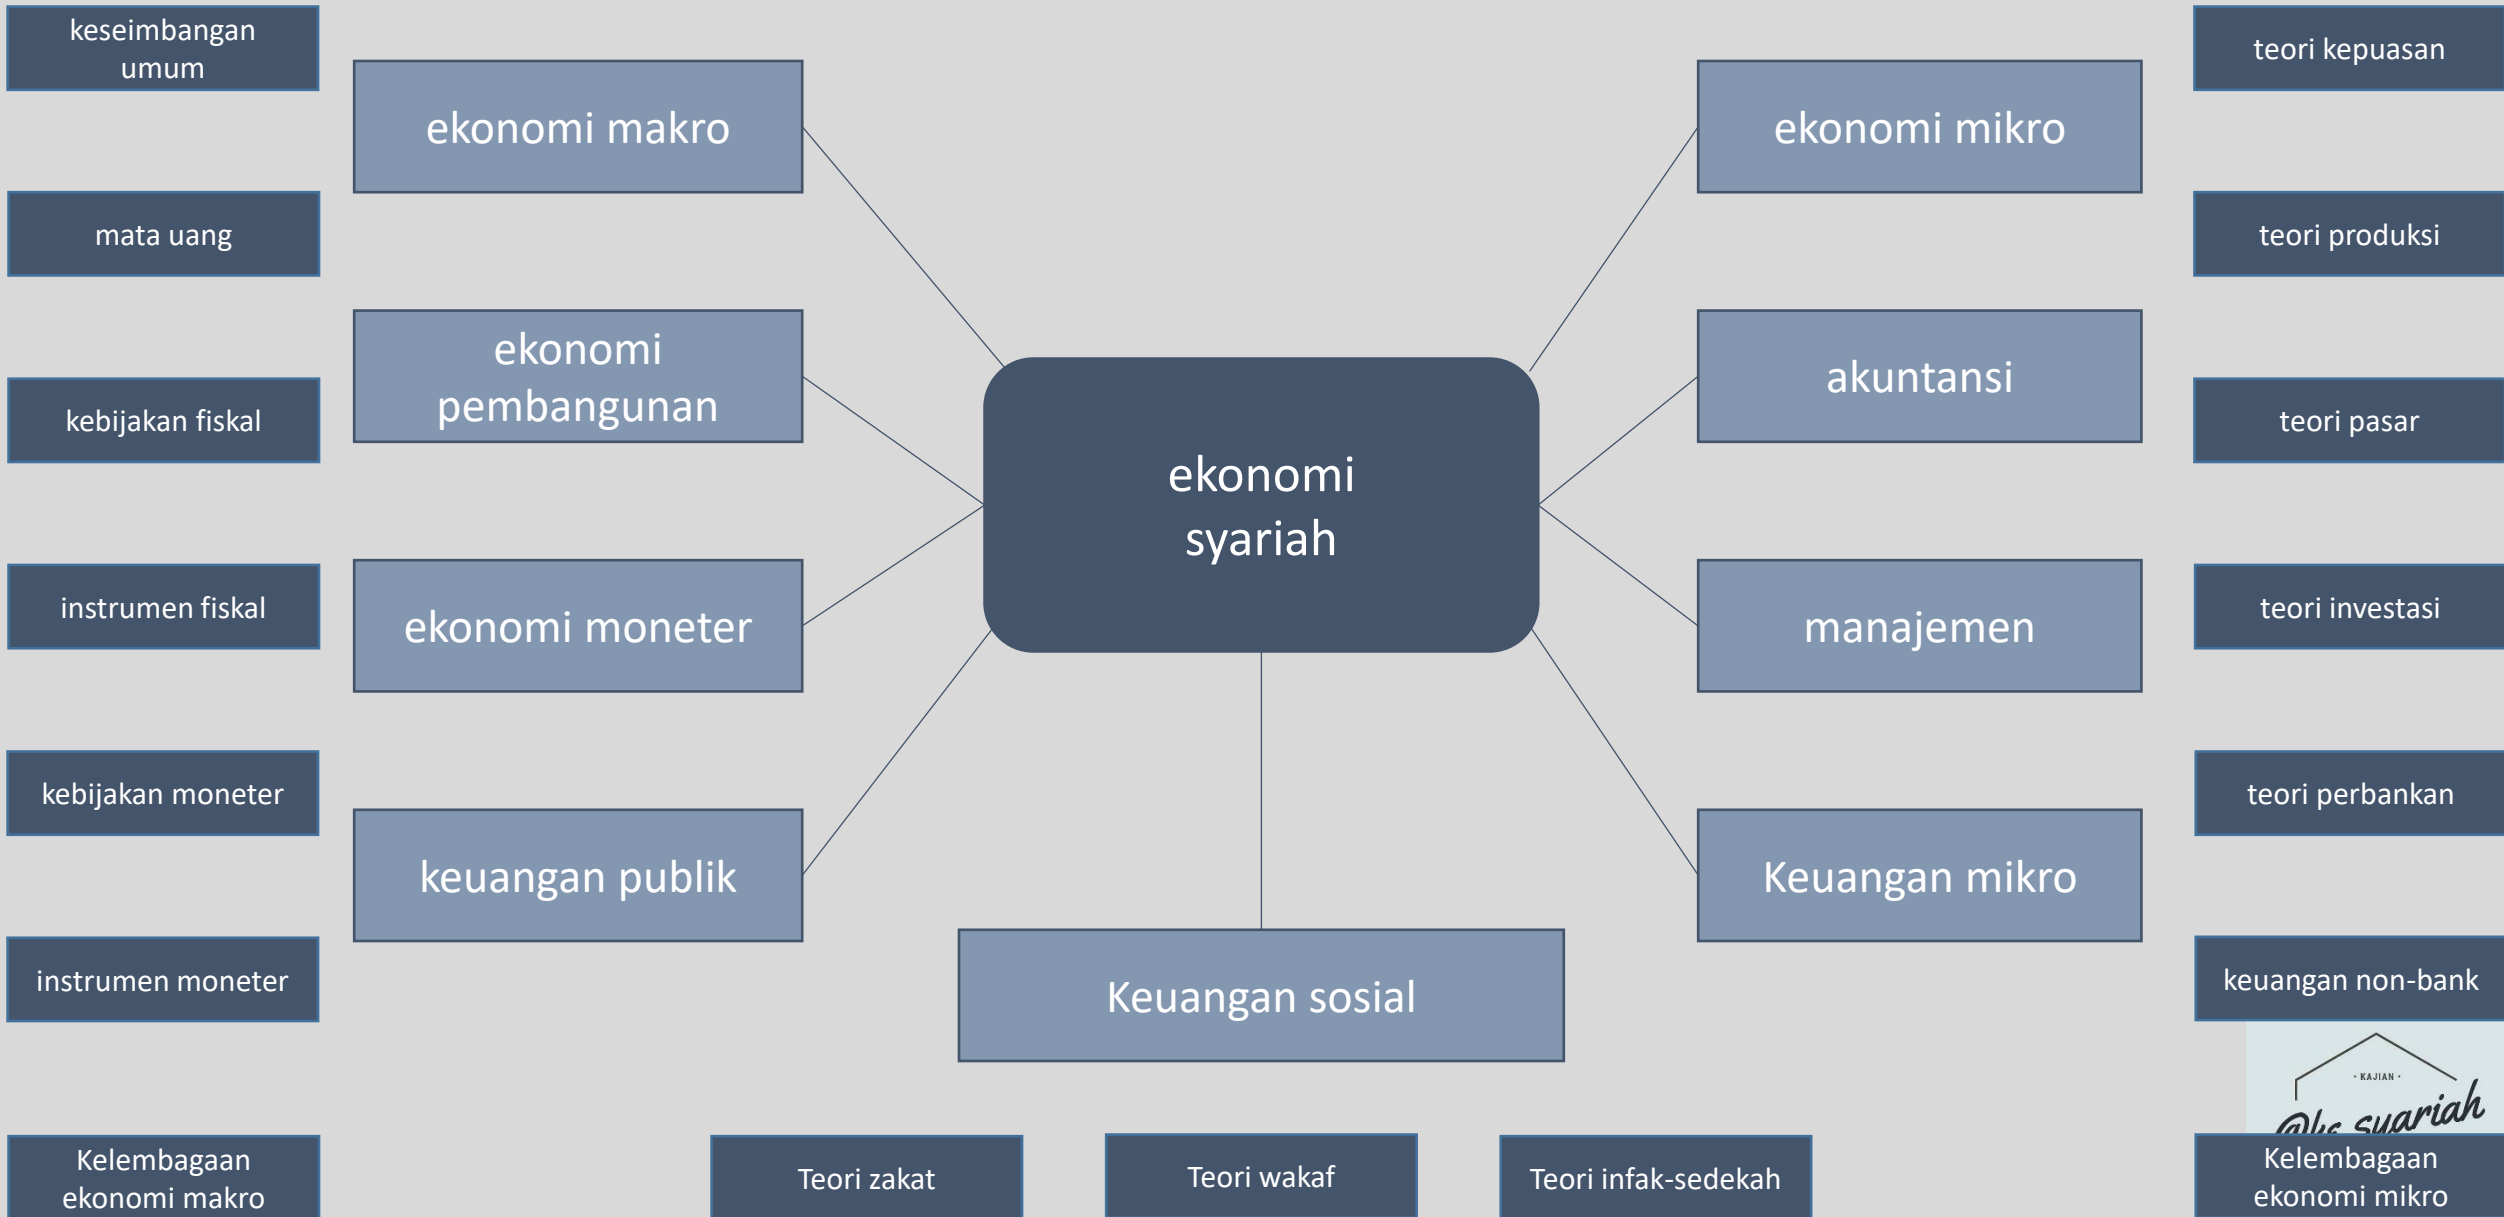 keseimbangan
umum
mata uang
kebijakan fiskal
instrumen fiskal
kebijakan moneter
instrumen moneter
Kelembagaan
ekonomi makro
ekonomi makro
ekonomi
pembangunan
ekonomi moneter
keuangan publik
ekonomi
syariah
Keuangan sosial
Teori zakat
Teori wakaf
Teori infak-sedekah
ekonomi mikro
akuntansi
manajemen
Keuangan mikro
teori kepuasan
teori produksi
teori pasar
teori investasi
teori perbankan
keuangan non-bank
• KAJIAN •
syariah
Kelembagaan
ekonomi mikro